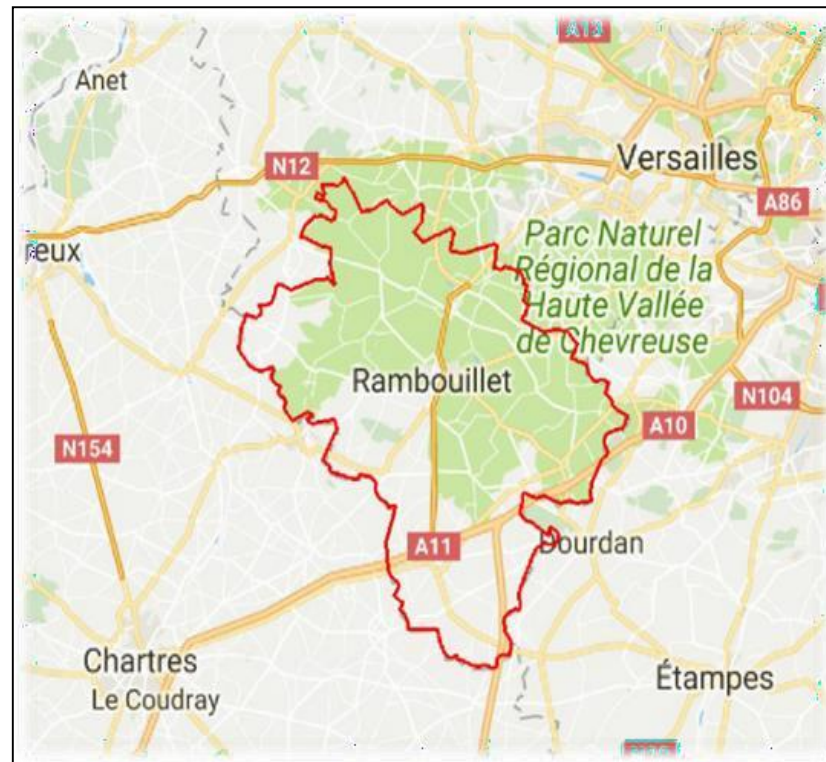 A13
Anet
N12
Versailles
A86
reux
Parc Naturel
Régional de la
Haute Vallée
de Chevreuse
Rambouillet
N104
A10
N154
A11
Dourdan
Chartres
Le Coudray
Étampes